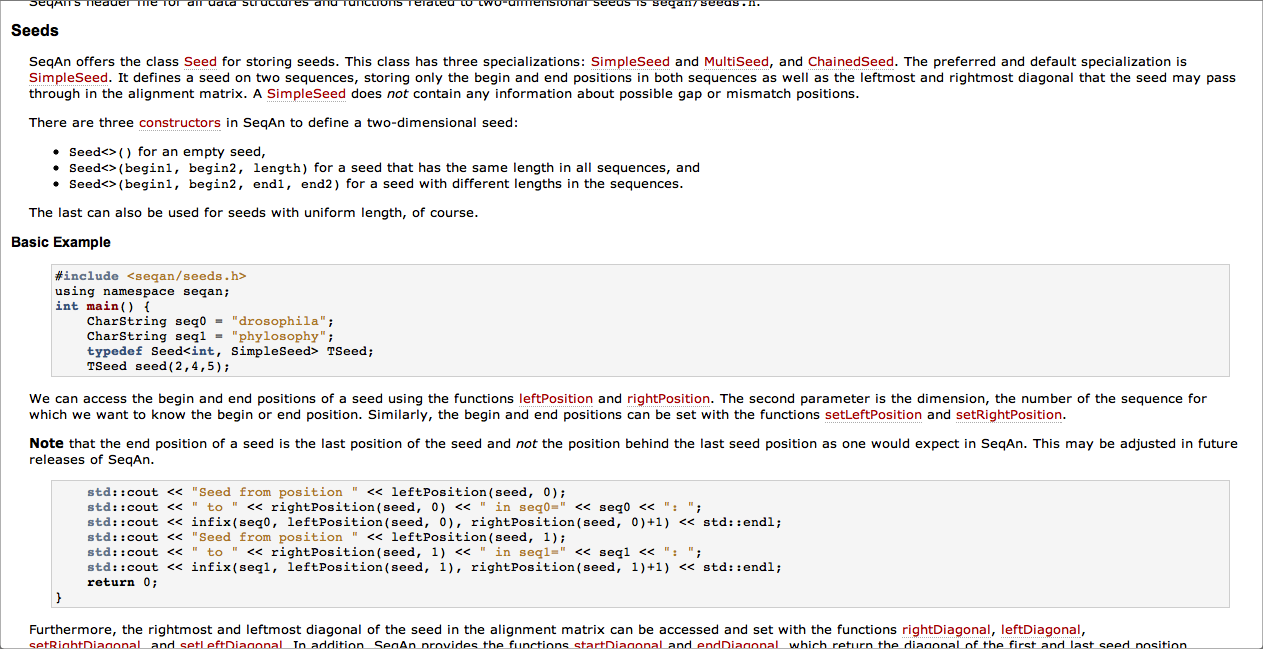 SeqAn's header file for all data structures and functions related to two-dimensional seeds is seqan/seeds.h.
Seeds
SeqAn offers the class Seed for storing seeds. This class has three specializations: SimpleSeed and MultiSeed, and ChainedSeed. The preferred and default specialization is
SimpleSeed. It defines a seed on two sequences, storing only the begin and end positions in both sequences as well as the leftmost and rightmost diagonal that the seed may pass
through in the alignment matrix. A SimpleSeed does not contain any information about possible gap or mismatch positions.
There are three constructors in SeqAn to define a two-dimensional seed:
• Seed<>() for an empty seed,
• Seed<>(begin1, begin2, length) for a seed that has the same length in all sequences, and
• Seed<>(begin1, begin2, end1, end2) for a seed with different lengths in the sequences.
The last can also be used for seeds with uniform length, of course.
Basic Example
#include <seqan/seeds.h>
using namespace seqan;
int main() {
    CharString seq0 = "drosophila";
    CharString seq1 = "phylosophy";
    typedef Seed<int, SimpleSeed> TSeed;
    TSeed seed(2,4,5);
We can access the begin and end positions of a seed using the functions leftPosition and rightPosition. The second parameter is the dimension, the number of the sequence for
which we want to know the begin or end position. Similarly, the begin and end positions can be set with the functions setLeftPosition and setRightPosition.
Note that the end position of a seed is the last position of the seed and not the position behind the last seed position as one would expect in SeqAn. This may be adjusted in future
releases of SeqAn.
    std::cout << "Seed from position " << leftPosition(seed, 0);
    std::cout << " to " << rightPosition(seed, 0) << " in seq0=" << seq0 << ": ";
    std::cout << infix(seq0, leftPosition(seed, 0), rightPosition(seed, 0)+1) << std::endl;
    std::cout << "Seed from position " << leftPosition(seed, 1);
    std::cout << " to " << rightPosition(seed, 1) << " in seq1=" << seq1 << ": ";
    std::cout << infix(seq1, leftPosition(seed, 1), rightPosition(seed, 1)+1) << std::endl;
    return 0;
}
Furthermore, the rightmost and leftmost diagonal of the seed in the alignment matrix can be accessed and set with the functions rightDiagonal, leftDiagonal,
setRightDiagonal, and setLeftDiagonal. In addition, SeqAn provides the functions startDiagonal and endDiagonal, which return the diagonal of the first and last seed position